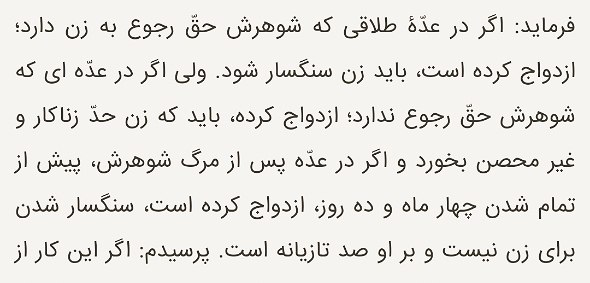 فرماید: اگر در عدّهٔ طلاقی که شوهرش حقّ رجوع به زن دارد؛
ازدواج کرده است، باید زن سنگسار شود. ولی اگر در عدّه ای که
شوهرش حقّ رجوع ندارد؛ ازدواج کرده، باید که زن حدّ زناکار و
غیر محصن بخورد و اگر در عدّه پس از مرگ شوهرش، پیش از
تمام شدن چهار ماه و ده روز، ازدواج کرده است، سنگسار شدن
برای زن نیست و بر او صد تازیانه است. پرسیدم: اگر این کار از